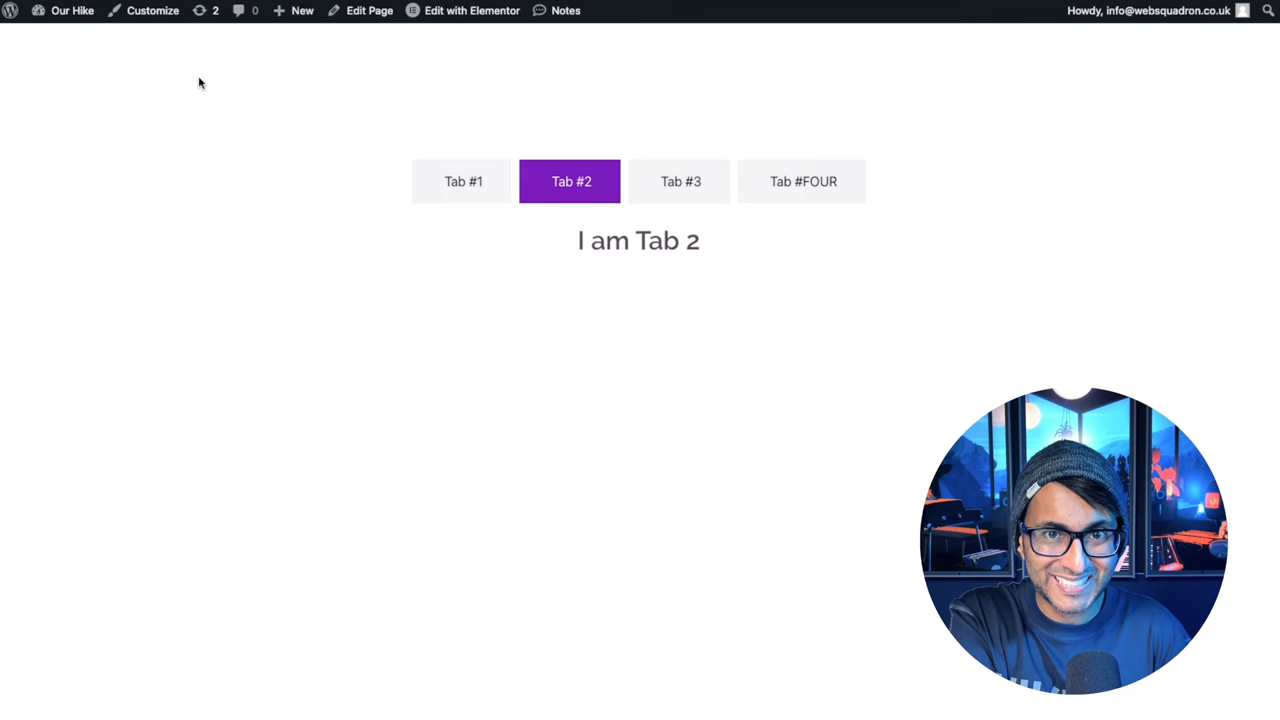 Our Hike Customize 2 0 New Edit Page Edit with Elementor Notes Howdy, info@websquadron.co.uk
Tab #1 Tab #2 Tab #3 Tab #FOUR
I am Tab 2